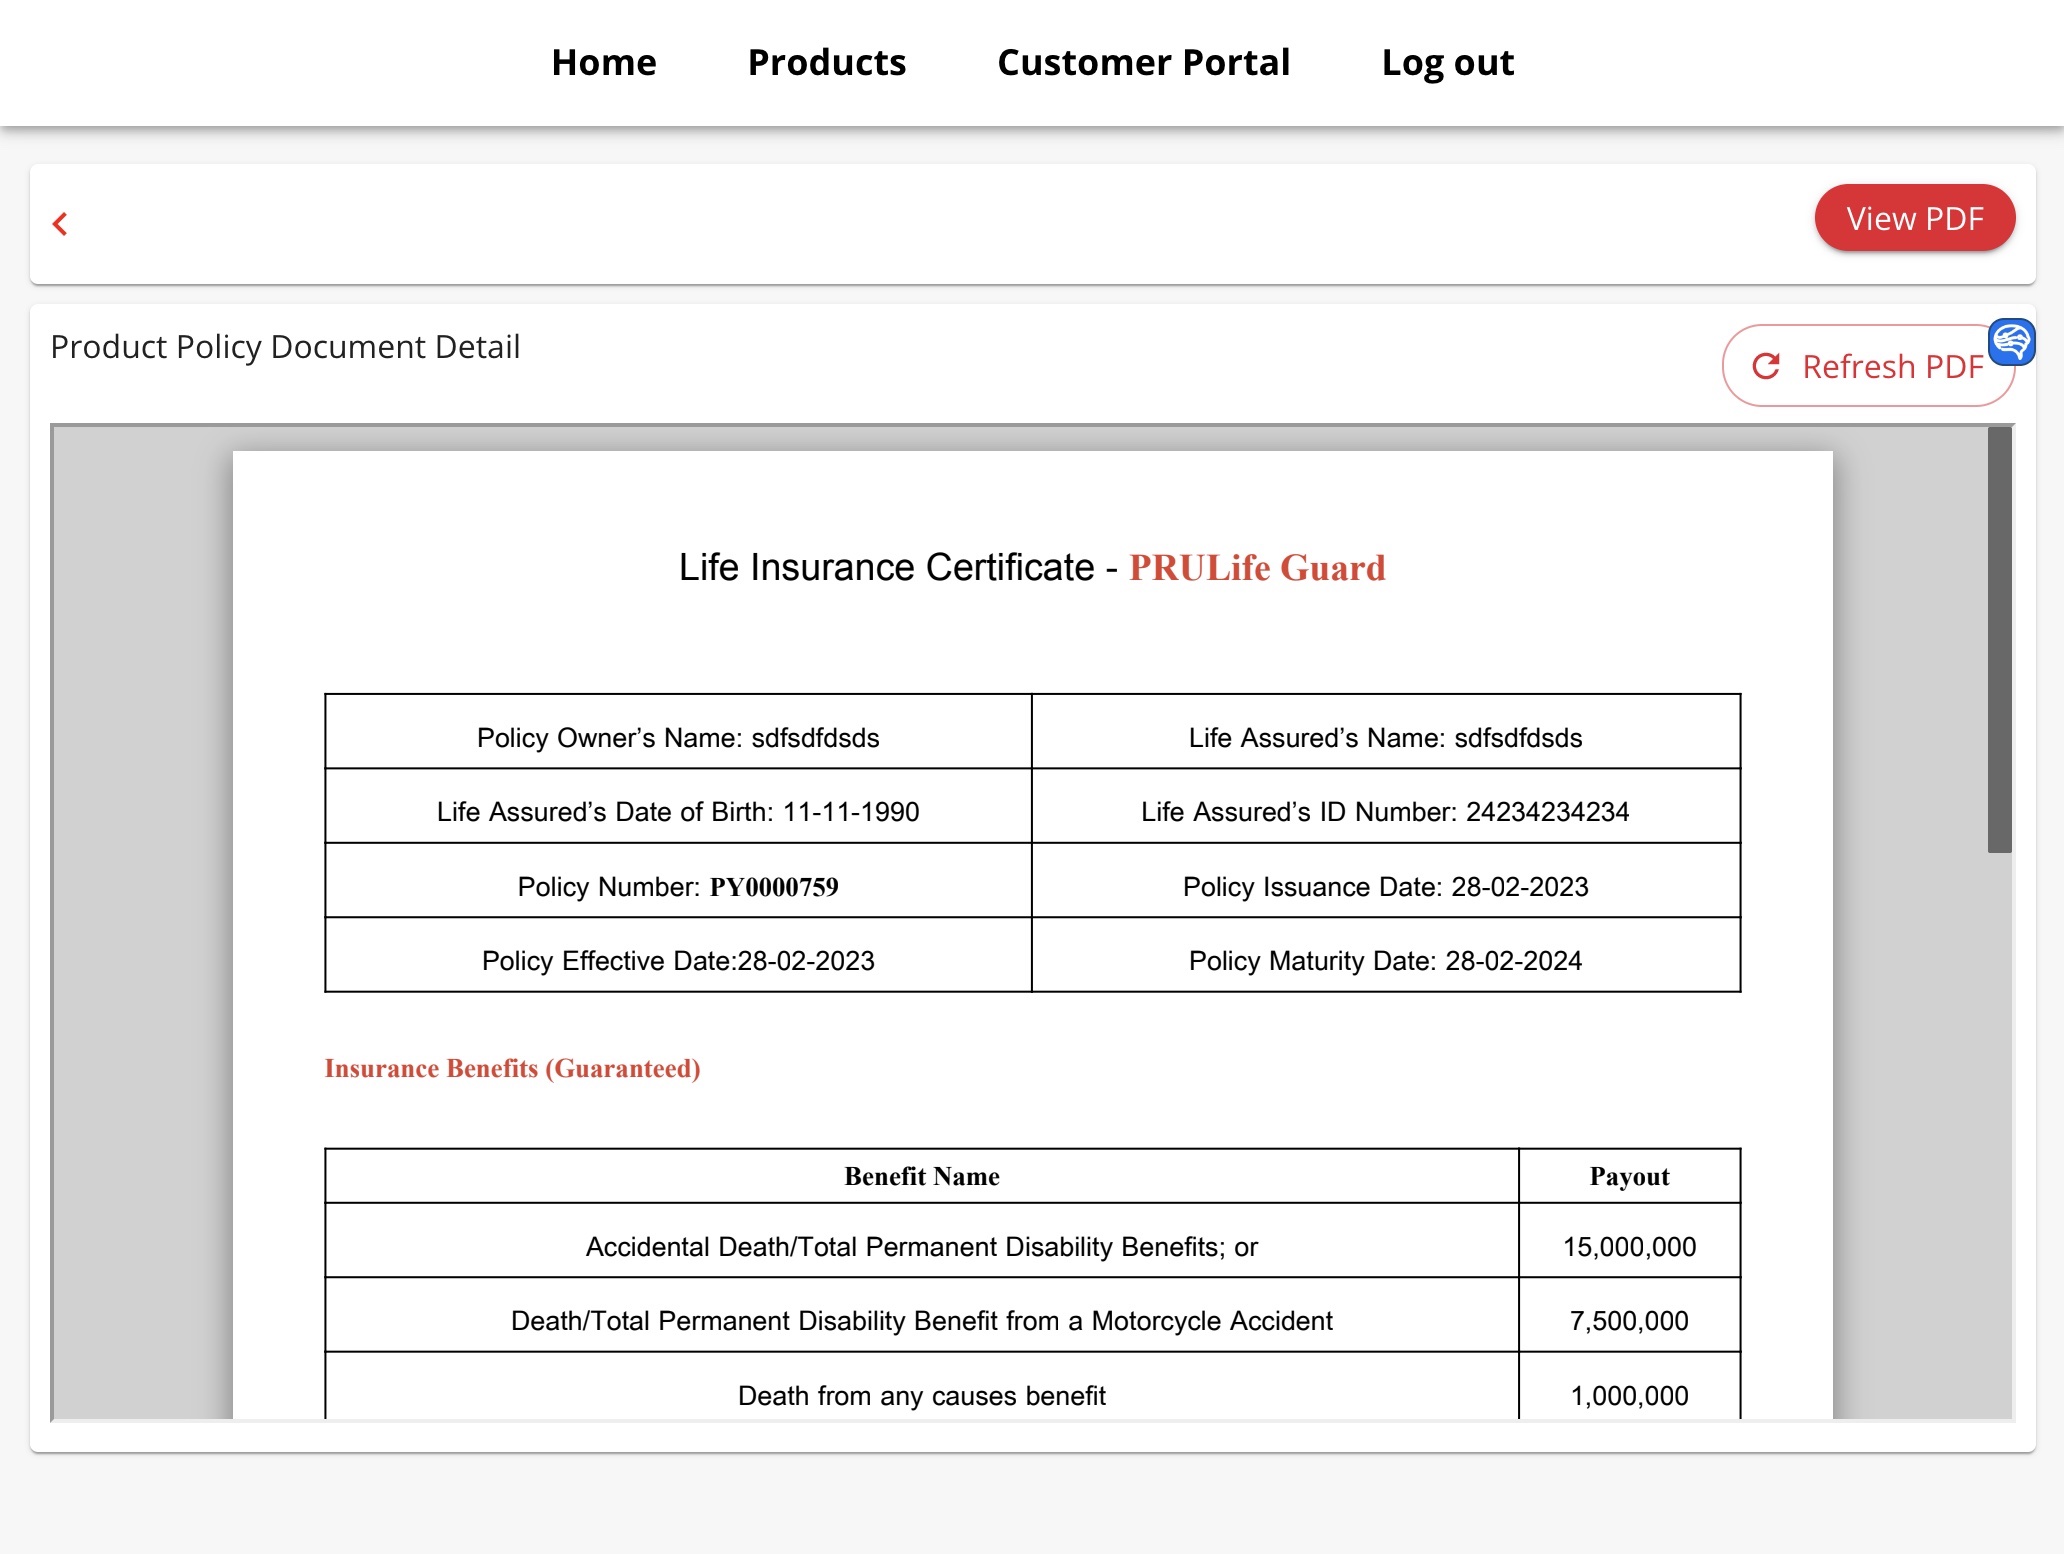 Home Products Customer Portal Log out
View PDF
Product Policy Document Detail
Refresh PDF
Life Insurance Certificate - PRULife Guard
Policy Owner’s Name: sdfsdfdsds Life Assured’s Name: sdfsdfdsds
Life Assured’s Date of Birth: 11-11-1990 Life Assured’s ID Number: 24234234234
Policy Number: PY0000759 Policy Issuance Date: 28-02-2023
Policy Effective Date:28-02-2023 Policy Maturity Date: 28-02-2024
Insurance Benefits (Guaranteed)
Benefit Name Payout
Accidental Death/Total Permanent Disability Benefits; or 15,000,000
Death/Total Permanent Disability Benefit from a Motorcycle Accident 7,500,000
Death from any causes benefit 1,000,000